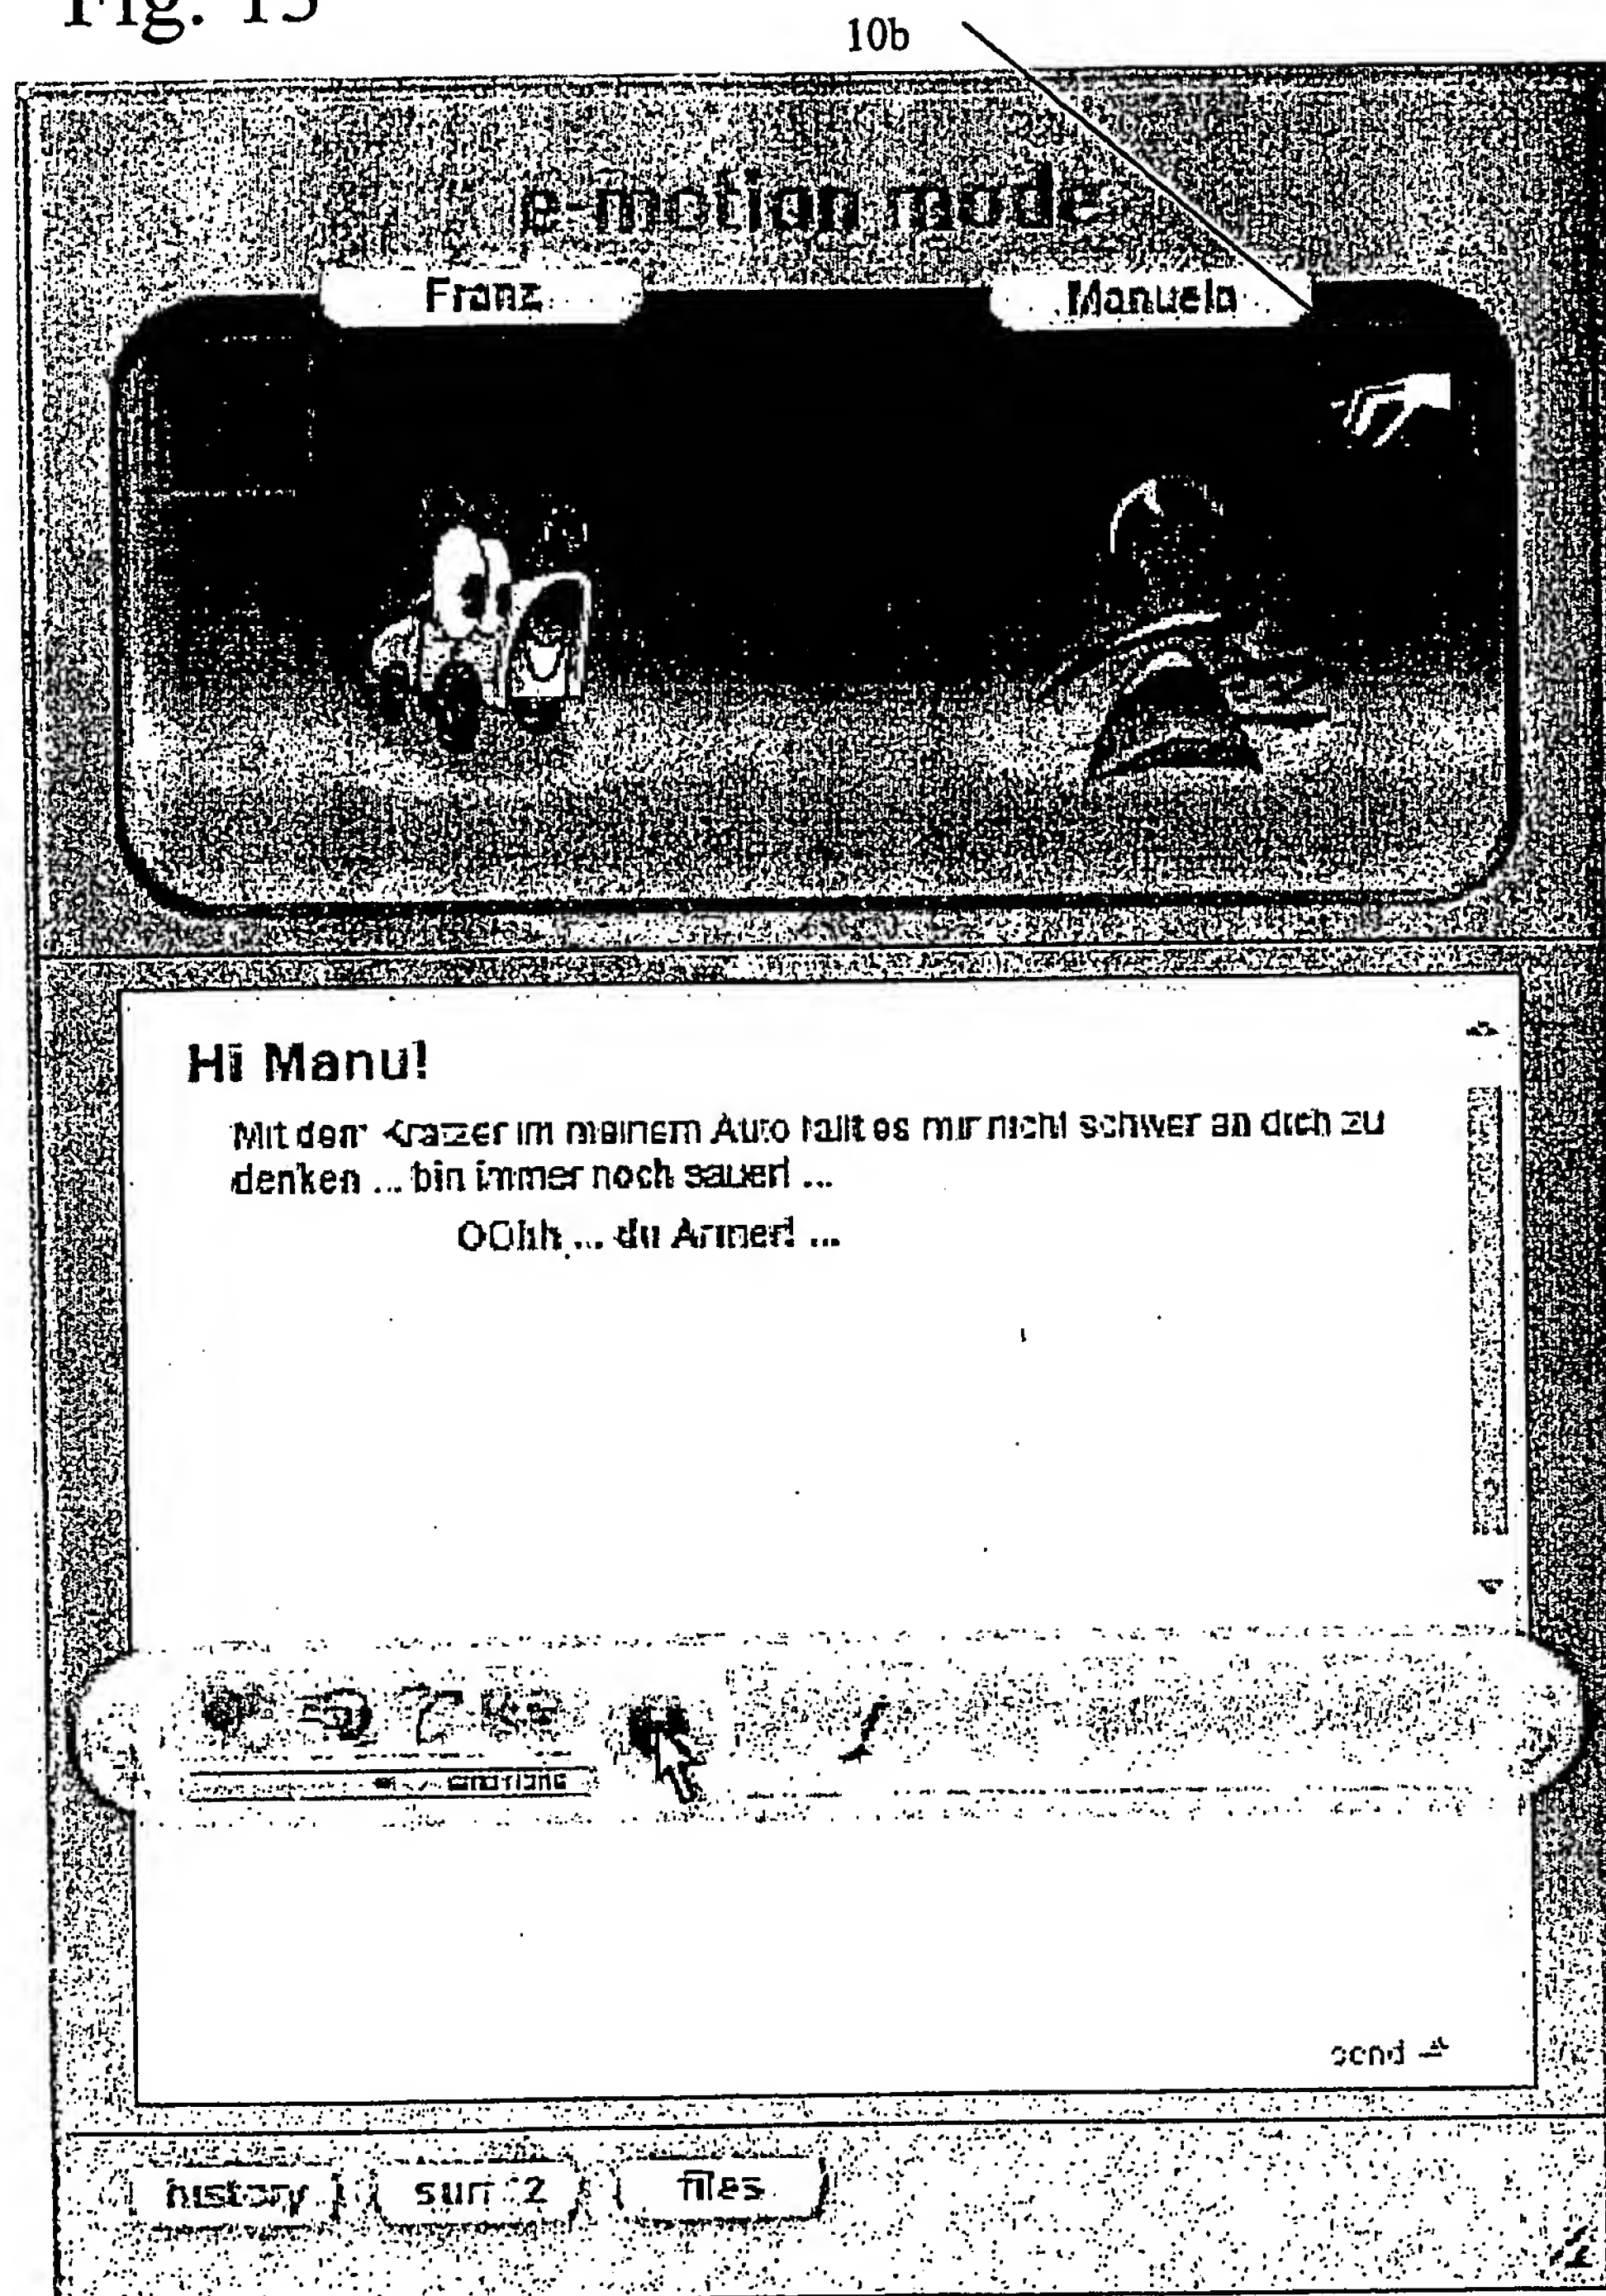 Fig. 13
10b
e-motion mode
Franz
Manuela
Hi Manu!
Mit dem Kratzer im meinem Auto fällt es mir nicht schwer an dich zu
denken ... bin immer noch sauer! ...
OOhh ... du Armer! ...
emotions
send
history
surf 2
files